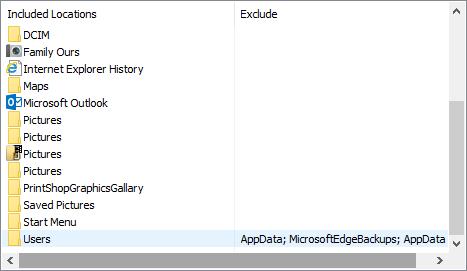 Included Locations Exclude
DCIM
Family Ours
Internet Explorer History
Maps
Microsoft Outlook
Pictures
Pictures
Pictures
Pictures
PrintShopGraphicsGallary
Saved Pictures
Start Menu
Users AppData; MicrosoftEdgeBackups; AppData